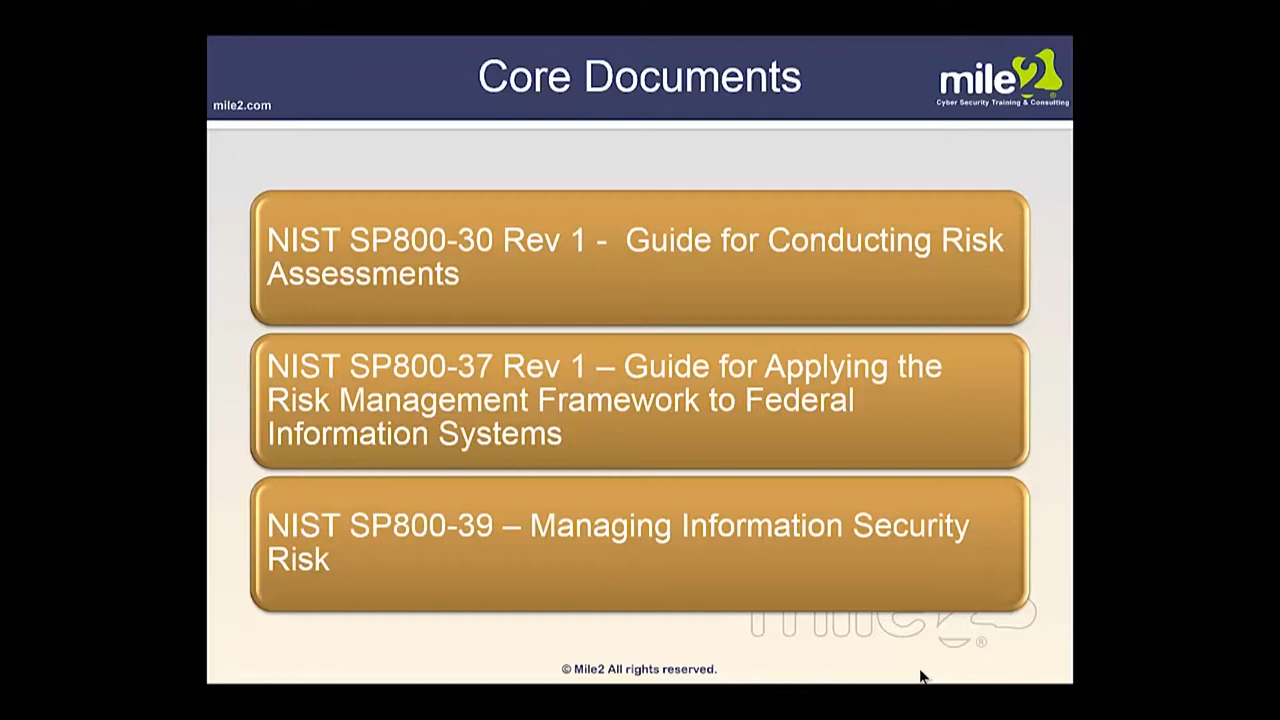 Core Documents
mile2
mile2.com
Cyber Security Training & Consulting
NIST SP800-30 Rev 1 - Guide for Conducting Risk
Assessments
NIST SP800-37 Rev 1 – Guide for Applying the
Risk Management Framework to Federal
Information Systems
NIST SP800-39 – Managing Information Security
Risk
mile2®
© Mile2 All rights reserved.